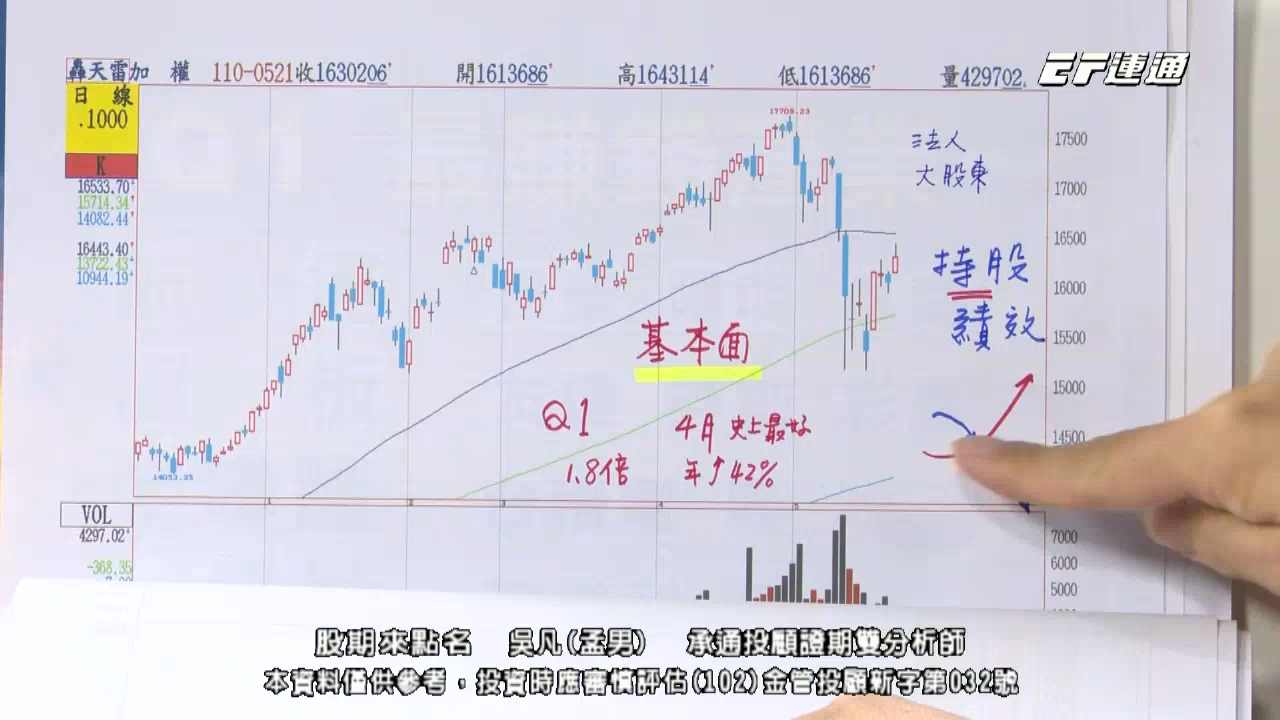 轟天雷加 權 110-0521收1630206 開1613686 高1643114 低1613686 量429702
EF運通
日 線
.1000
K
16533.70
15714.34
14082.44
16443.40
13722.43
10944.19
17709.23
17500
17000
16500
16000
15500
15000
14500
14053.35
法人
大股東
持股
績效
基本面
Q1
1.8倍
4月 史上最好
年↑42%
1 2 3 4 5
VOL
4297.02
-368.35
7000
6000
5000
股期來點名 吳凡(孟男) 承通投顧證期雙分析師
本資料僅供參考,投資時應審慎評估(102)金管投顧新字第032號